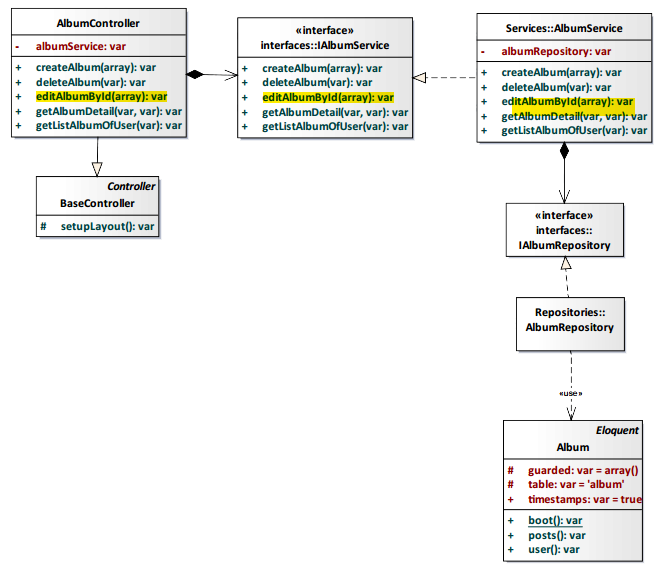 AlbumController
- albumService: var
+ createAlbum(array): var
+ deleteAlbum(var): var
+ editAlbumById(array): var
+ getAlbumDetail(var, var): var
+ getListAlbumOfUser(var): var
«interface»
interfaces::IAlbumService
+ createAlbum(array): var
+ deleteAlbum(var): var
+ editAlbumById(array): var
+ getAlbumDetail(var, var): var
+ getListAlbumOfUser(var): var
Services::AlbumService
- albumRepository: var
+ createAlbum(array): var
+ deleteAlbum(var): var
+ editAlbumById(array): var
+ getAlbumDetail(var, var): var
+ getListAlbumOfUser(var): var
Controller
BaseController
# setupLayout(): var
«interface»
interfaces::
IAlbumRepository
Repositories::
AlbumRepository
«use»
Eloquent
Album
# guarded: var = array()
# table: var = 'album'
+ timestamps: var = true
+ boot(): var
+ posts(): var
+ user(): var